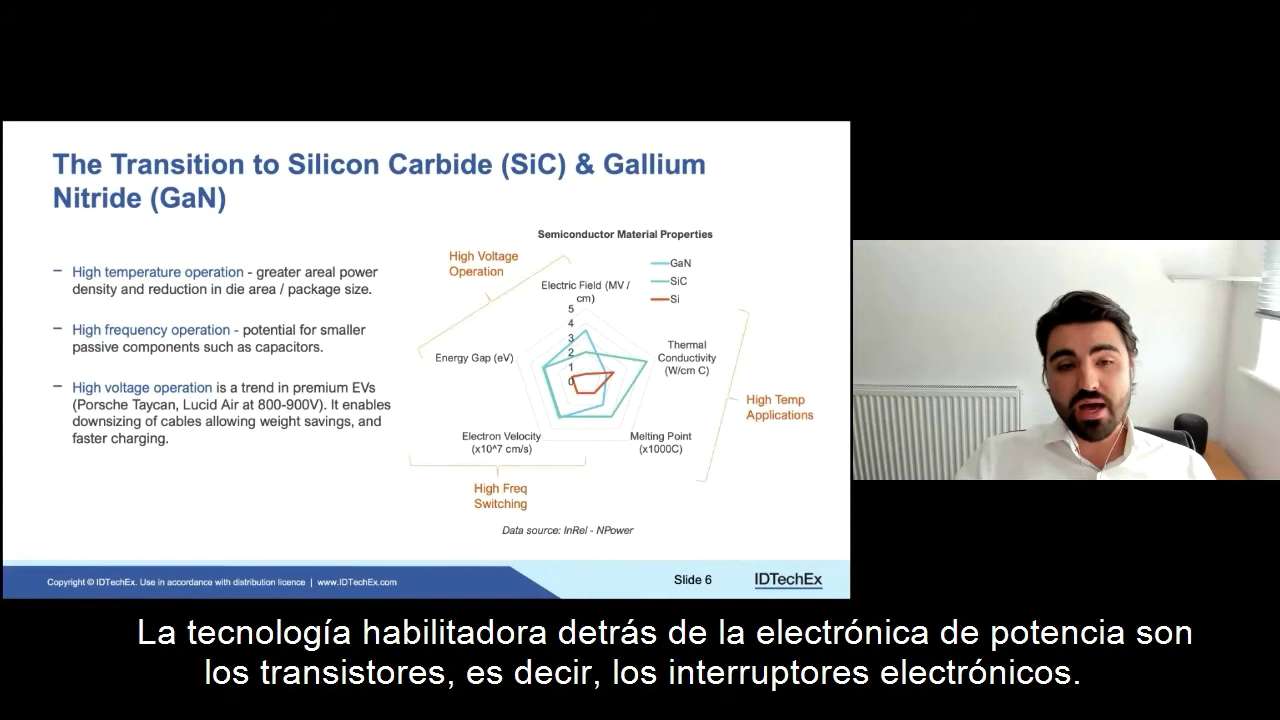 The Transition to Silicon Carbide (SiC) & Gallium
Nitride (GaN)
– High temperature operation - greater areal power
density and reduction in die area / package size.
– High frequency operation - potential for smaller
passive components such as capacitors.
– High voltage operation is a trend in premium EVs
(Porsche Taycan, Lucid Air at 800-900V). It enables
downsizing of cables allowing weight savings, and
faster charging.
Semiconductor Material Properties
High Voltage
Operation
GaN
SiC
Si
Electric Field (MV /
cm)
5
4
3
2
1
0
Energy Gap (eV)
Thermal
Conductivity
(W/cm C)
High Temp
Applications
Electron Velocity
(x10^7 cm/s)
Melting Point
(x1000C)
High Freq
Switching
Data source: InRel - NPower
Copyright © IDTechEx. Use in accordance with distribution licence | www.IDTechEx.com
Slide 6
IDTechEx
La tecnología habilitadora detrás de la electrónica de potencia son
los transistores, es decir, los interruptores electrónicos.